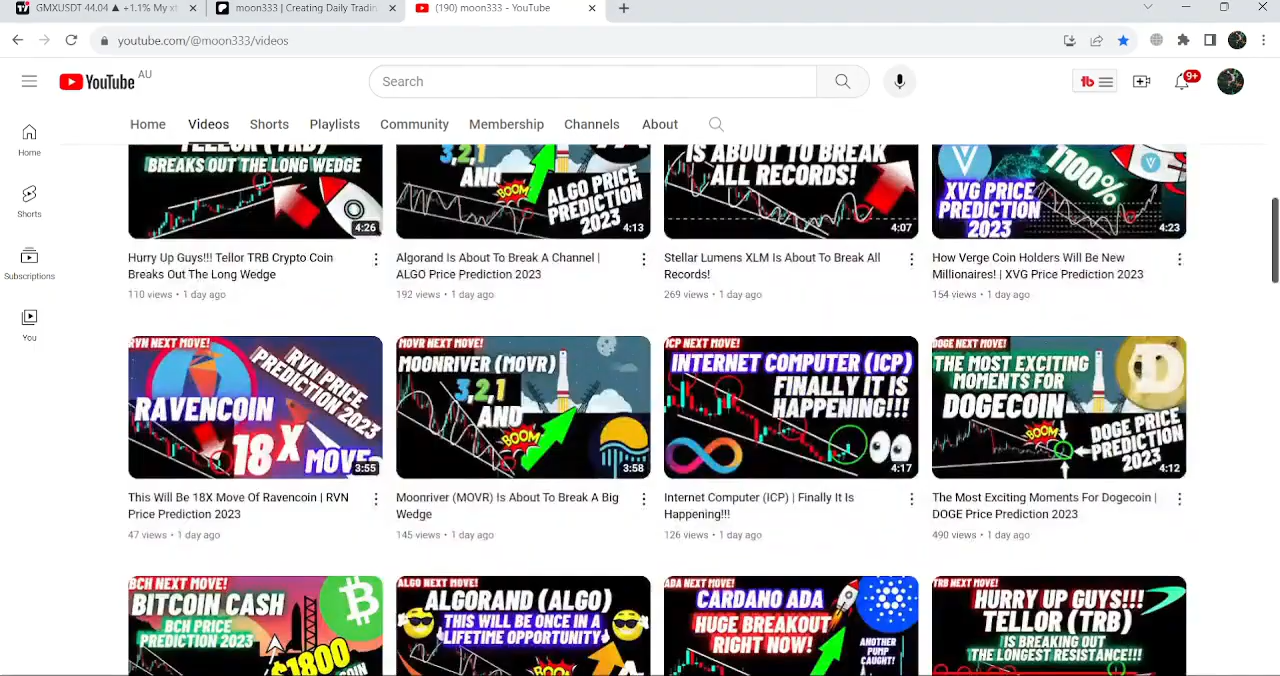 GMXUSDT 44.04 ▲ +1.1% My xt
moon333 | Creating Daily Tradin
(190) moon333 - YouTube
youtube.com/@moon333/videos
YouTube AU
Search
9+
Home Videos Shorts Playlists Community Membership Channels About
Home
Shorts
Subscriptions
You
TELLOR (TRB)
BREAKS OUT THE LONG WEDGE
4:26
3,2,1
AND
BOOM
ALGO PRICE
PREDICTION
2023
4:13
IS ABOUT TO BREAK
ALL RECORDS!
4:07
1100%
XVG PRICE
PREDICTION
2023
4:23
Hurry Up Guys!!! Tellor TRB Crypto Coin
Breaks Out The Long Wedge
110 views • 1 day ago
Algorand Is About To Break A Channel |
ALGO Price Prediction 2023
192 views • 1 day ago
Stellar Lumens XLM Is About To Break All
Records!
269 views • 1 day ago
How Verge Coin Holders Will Be New
Millionaires! | XVG Price Prediction 2023
154 views • 1 day ago
RVN NEXT MOVE!
RVN PRICE
PREDICTION 2023
RAVENCOIN
18X
MOVE
3:55
MOVR NEXT MOVE!
MOONRIVER (MOVR)
3,2,1
AND
BOOM
3:58
ICP NEXT MOVE!
INTERNET COMPUTER (ICP)
FINALLY IT IS
HAPPENING!!!
4:17
DOGE NEXT MOVE!
THE MOST EXCITING
MOMENTS FOR
DOGECOIN
BOOM
DOGE PRICE
PREDICTION
2023
4:12
This Will Be 18X Move Of Ravencoin | RVN
Price Prediction 2023
47 views • 1 day ago
Moonriver (MOVR) Is About To Break A Big
Wedge
145 views • 1 day ago
Internet Computer (ICP) | Finally It Is
Happening!!!
126 views • 1 day ago
The Most Exciting Moments For Dogecoin |
DOGE Price Prediction 2023
490 views • 1 day ago
BCH NEXT MOVE!
BITCOIN CASH
BCH PRICE
PREDICTION 2023
$1800
ALGO NEXT MOVE!
ALGORAND (ALGO)
THIS WILL BE ONCE IN A
LIFETIME OPPORTUNITY
BOOM
ADA NEXT MOVE!
CARDANO ADA
HUGE BREAKOUT
RIGHT NOW!
ANOTHER
PUMP
CAUGHT!
TRB NEXT MOVE!
HURRY UP GUYS!!!
TELLOR (TRB)
IS BREAKING OUT
THE LONGEST RESISTANCE!!!